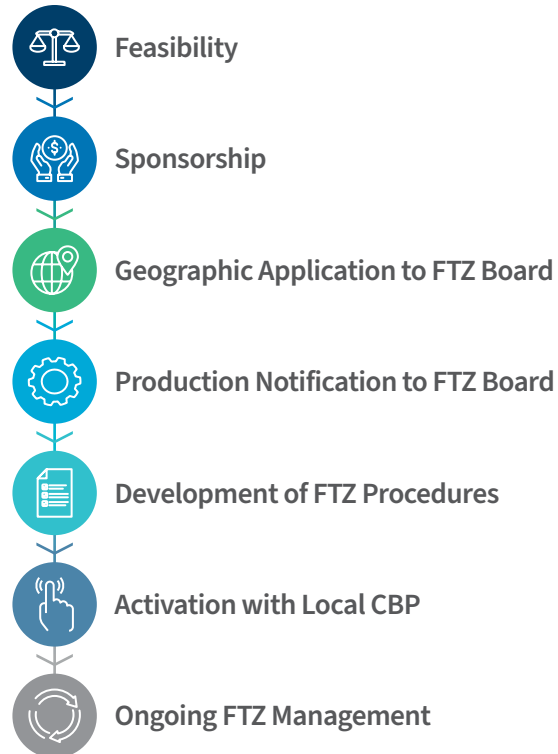 Feasibility
$
Sponsorship
Geographic Application to FTZ Board
Production Notification to FTZ Board
Development of FTZ Procedures
Activation with Local CBP
Ongoing FTZ Management